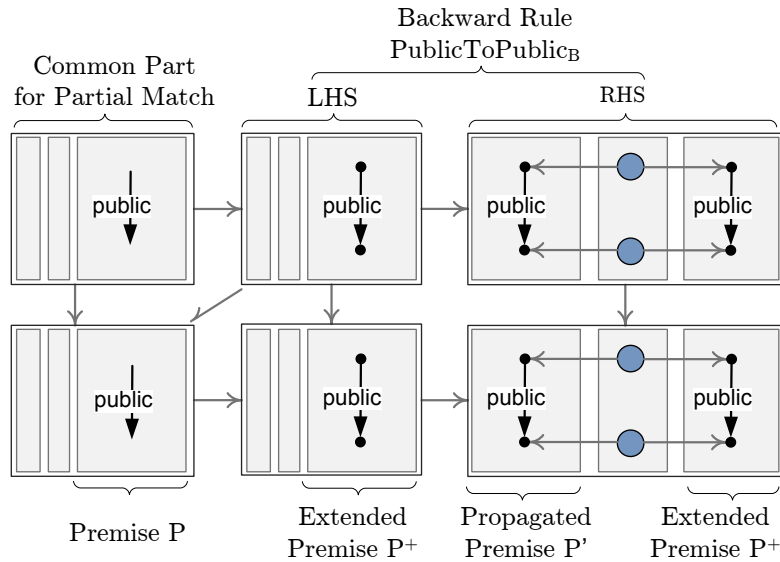 Backward Rule
PublicToPublic_B
Common Part
for Partial Match
LHS
RHS
public
public
public
public
public
public
public
public
Premise P
Extended
Premise P⁺
Propagated
Premise P'
Extended
Premise P⁺